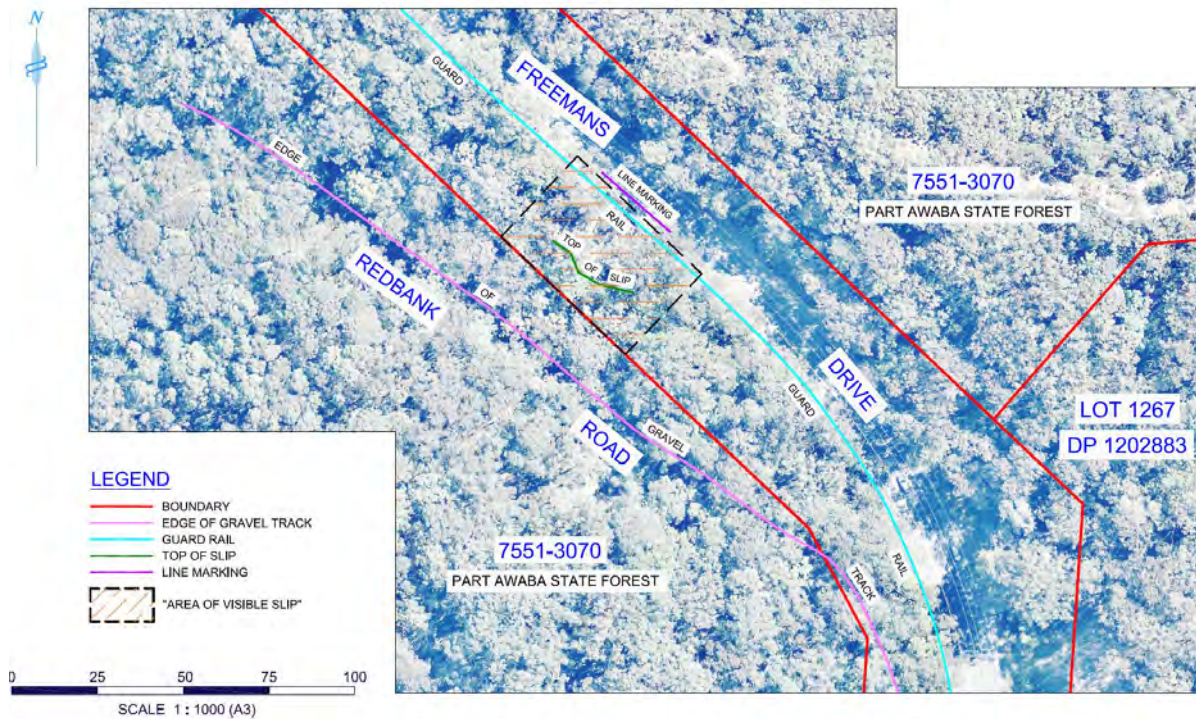 N
GUARD
FREEMANS
EDGE
LINE MARKING
7551-3070
PART AWABA STATE FOREST
RAIL
TOP
OF
SLIP
REDBANK
OF
DRIVE
GUARD
LOT 1267
DP 1202883
ROAD
GRAVEL
LEGEND
BOUNDARY
EDGE OF GRAVEL TRACK
GUARD RAIL
TOP OF SLIP
LINE MARKING
"AREA OF VISIBLE SLIP"
7551-3070
PART AWABA STATE FOREST
TRACK
RAIL
0 25 50 75 100
SCALE 1 : 1000 (A3)